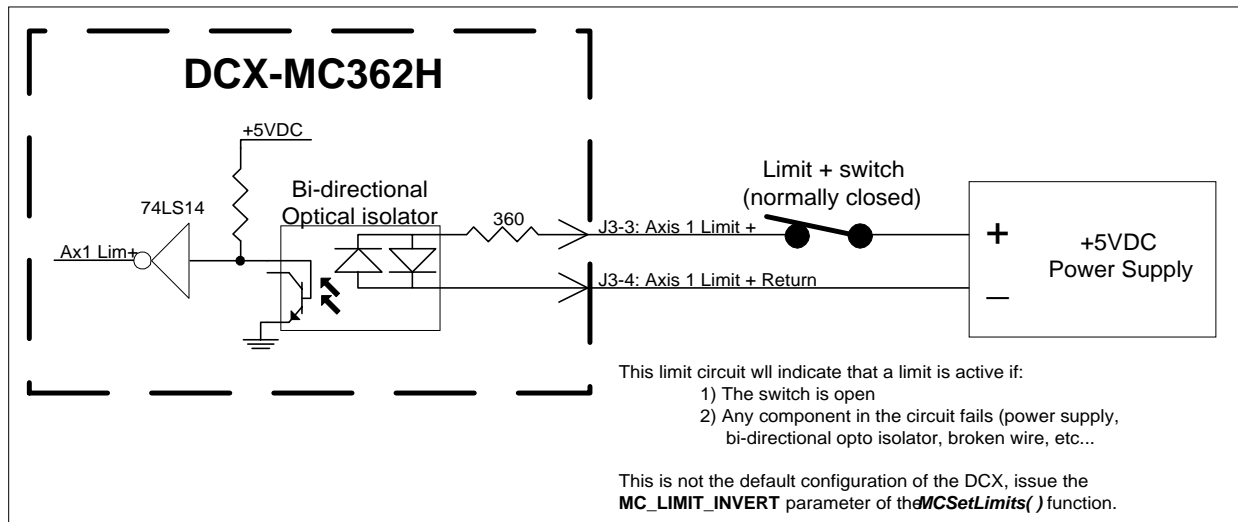 DCX-MC362H
+5VDC
74LS14
Bi-directional
Optical isolator
360
Ax1 Lim+
J3-3: Axis 1 Limit +
J3-4: Axis 1 Limit + Return
Limit + switch
(normally closed)
+
–
+5VDC
Power Supply
This limit circuit wll indicate that a limit is active if:
1) The switch is open
2) Any component in the circuit fails (power supply,
bi-directional opto isolator, broken wire, etc...
This is not the default configuration of the DCX, issue the
MC_LIMIT_INVERT parameter of theMCSetLimits( ) function.